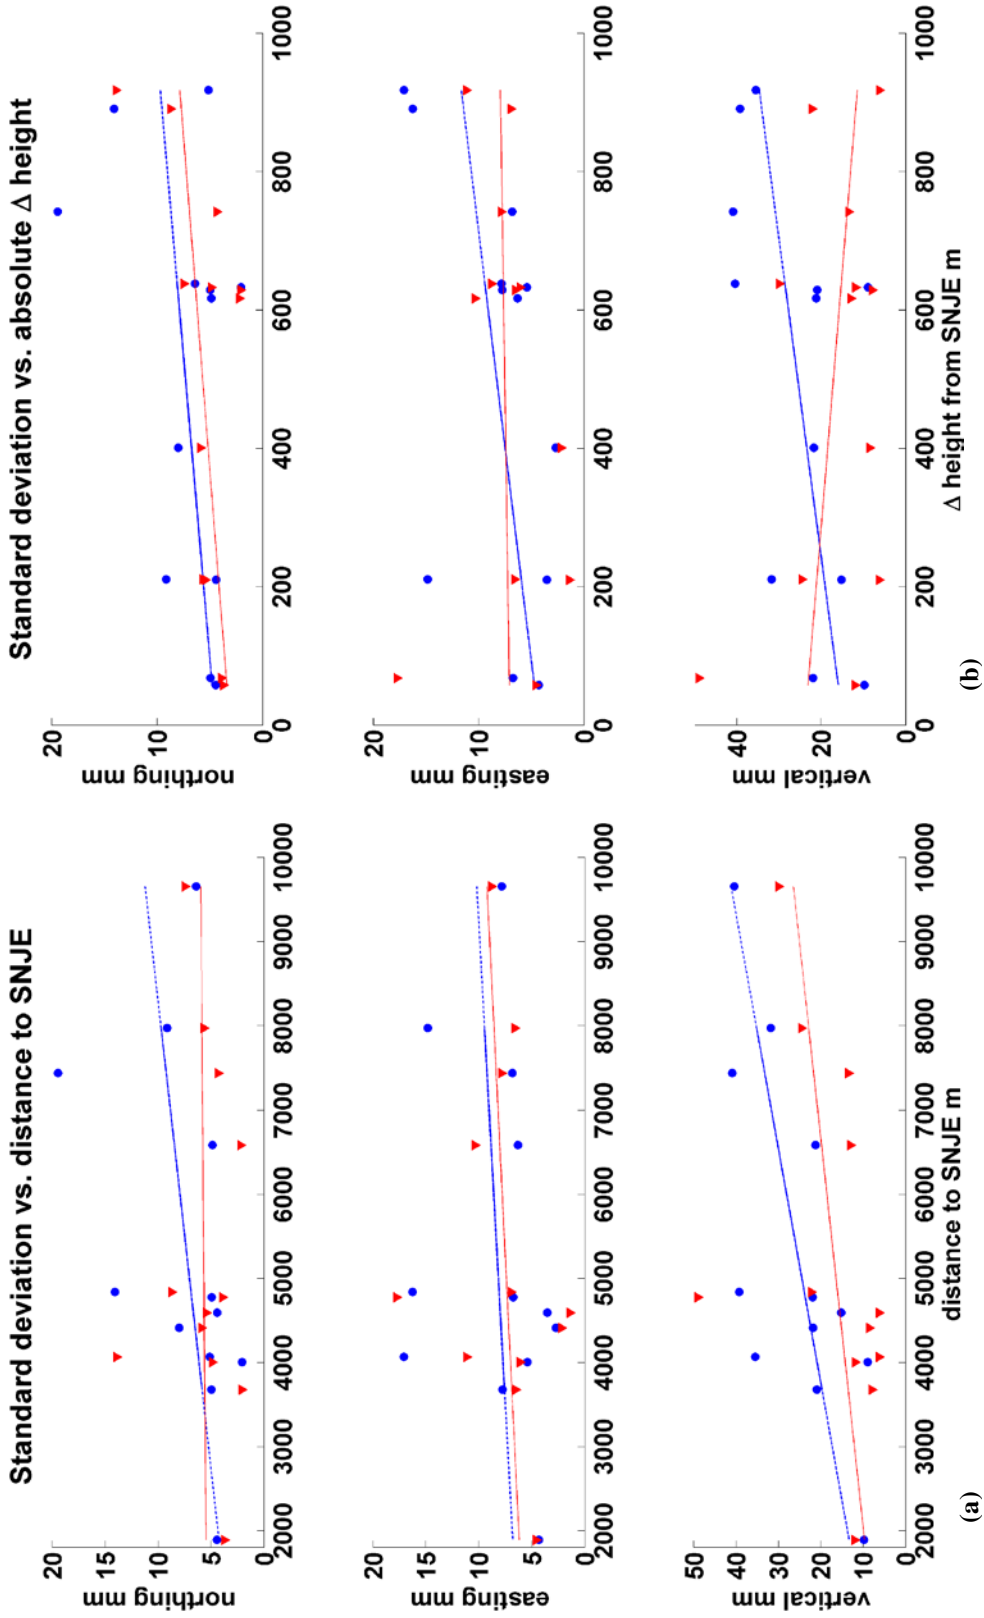 Standard deviation vs. distance to SNJE
20
15
10
5
0
northing mm
2000 3000 4000 5000 6000 7000 8000 9000 10000
20
10
0
easting mm
2000 3000 4000 5000 6000 7000 8000 9000 10000
50
40
30
20
10
0
vertical mm
2000 3000 4000 5000 6000 7000 8000 9000 10000
distance to SNJE m
(a)
Standard deviation vs. absolute Δ height
20
10
0
northing mm
0 200 400 600 800 1000
20
10
0
easting mm
0 200 400 600 800 1000
40
20
0
vertical mm
0 200 400 600 800 1000
Δ height from SNJE m
(b)